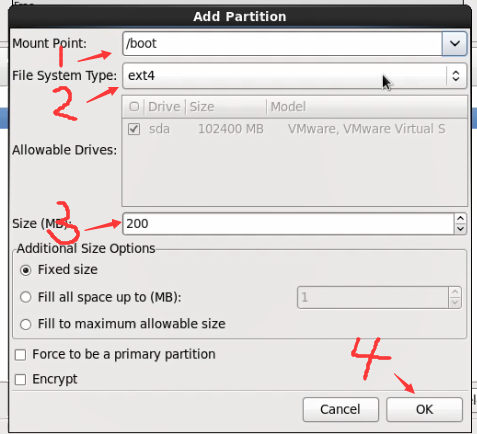 Add Partition
Mount Point: /boot
1
File System Type: ext4
2
Drive Size Model
sda 102400 MB VMware, VMware Virtual S
Allowable Drives:
3
Size (MB): 200
Additional Size Options
Fixed size
Fill all space up to (MB): 1
Fill to maximum allowable size
Force to be a primary partition
4
Encrypt
Cancel OK